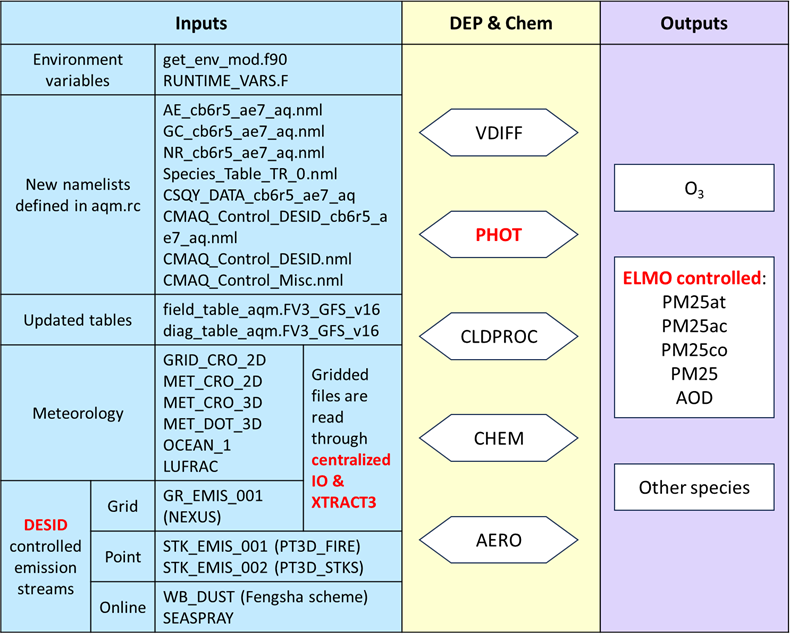 Inputs
DEP & Chem
Outputs
Environment
variables
get_env_mod.f90
RUNTIME_VARS.F
New namelists
defined in aqm.rc
AE_cb6r5_ae7_aq.nml
GC_cb6r5_ae7_aq.nml
NR_cb6r5_ae7_aq.nml
Species_Table_TR_0.nml
CSQY_DATA_cb6r5_ae7_aq
CMAQ_Control_DESID_cb6r5_a
e7_aq.nml
CMAQ_Control_DESID.nml
CMAQ_Control_Misc.nml
Updated tables
field_table_aqm.FV3_GFS_v16
diag_table_aqm.FV3_GFS_v16
Meteorology
GRID_CRO_2D
MET_CRO_2D
MET_CRO_3D
MET_DOT_3D
OCEAN_1
LUFRAC
Gridded
files are
read
through
centralized
IO &
XTRACT3
DESID
controlled
emission
streams
Grid
GR_EMIS_001
(NEXUS)
Point
STK_EMIS_001 (PT3D_FIRE)
STK_EMIS_002 (PT3D_STKS)
Online
WB_DUST (Fengsha scheme)
SEASPRAY
VDIFF
PHOT
CLDPROC
CHEM
AERO
O3
ELMO controlled:
PM25at
PM25ac
PM25co
PM25
AOD
Other species